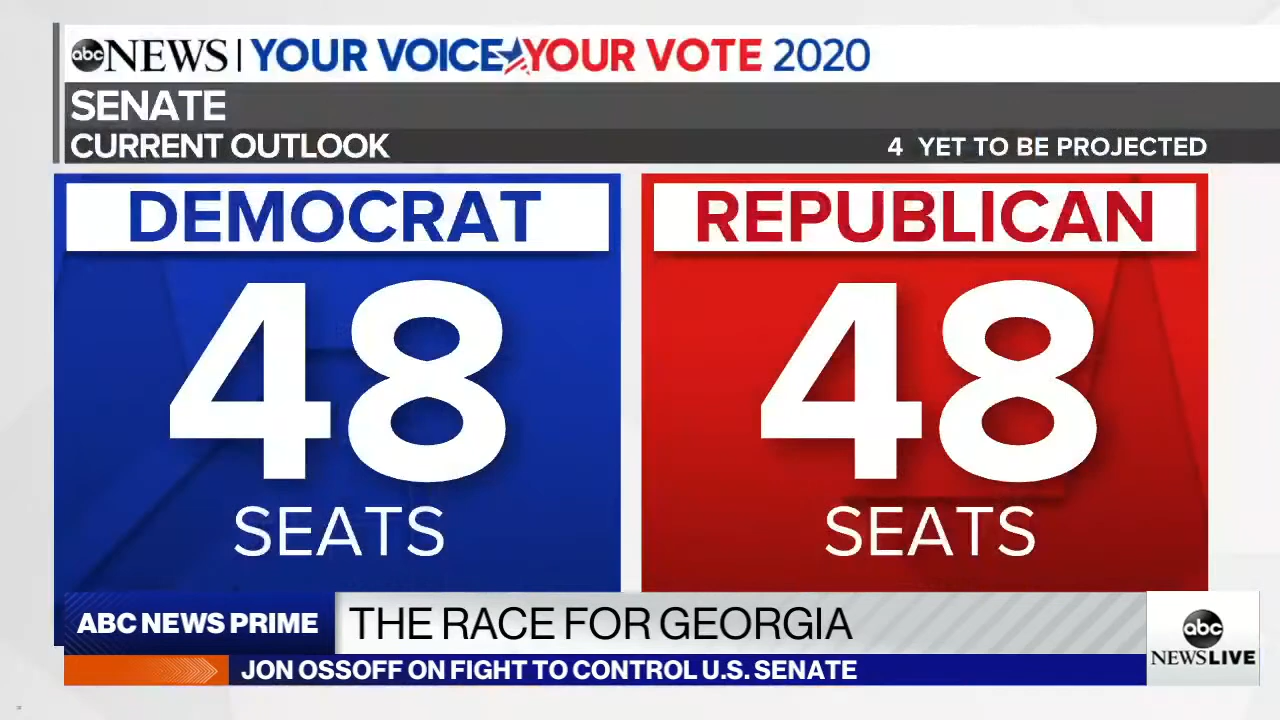 abc NEWS | YOUR VOICE YOUR VOTE 2020
SENATE
CURRENT OUTLOOK
4 YET TO BE PROJECTED
DEMOCRAT
48
SEATS
REPUBLICAN
48
SEATS
ABC NEWS PRIME
THE RACE FOR GEORGIA
JON OSSOFF ON FIGHT TO CONTROL U.S. SENATE
abc
NEWS LIVE